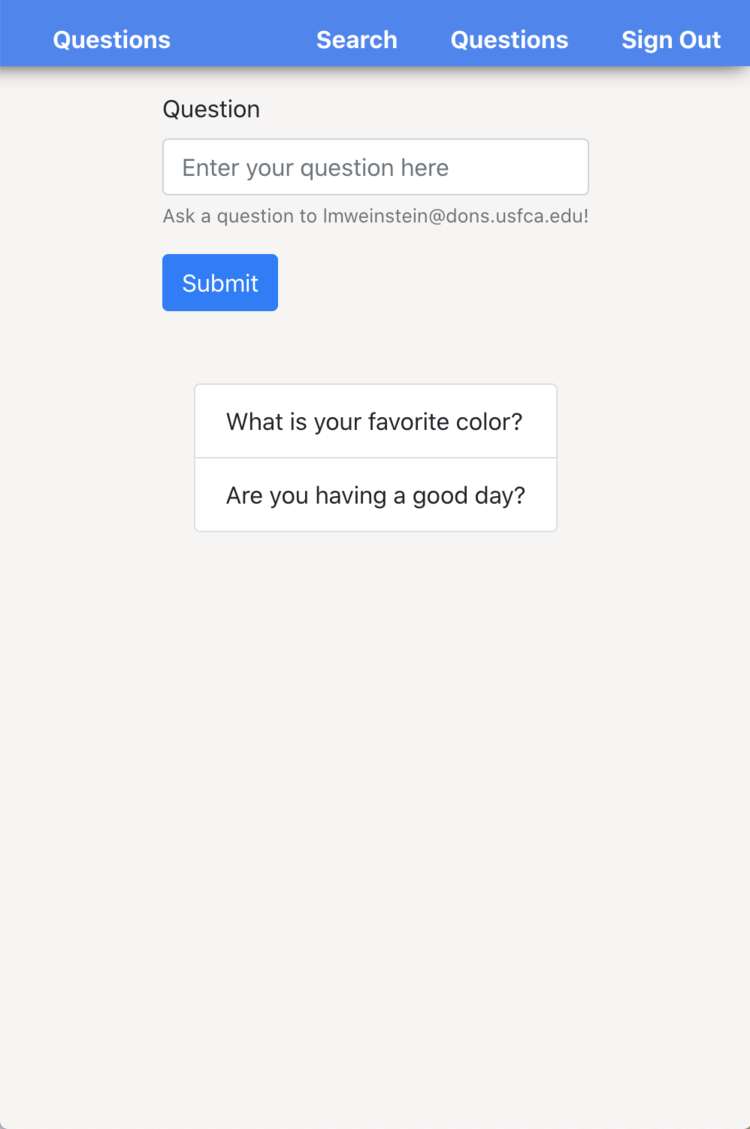 Questions Search Questions Sign Out
Question
Enter your question here
Ask a question to lmweinstein@dons.usfca.edu!
Submit
What is your favorite color?
Are you having a good day?